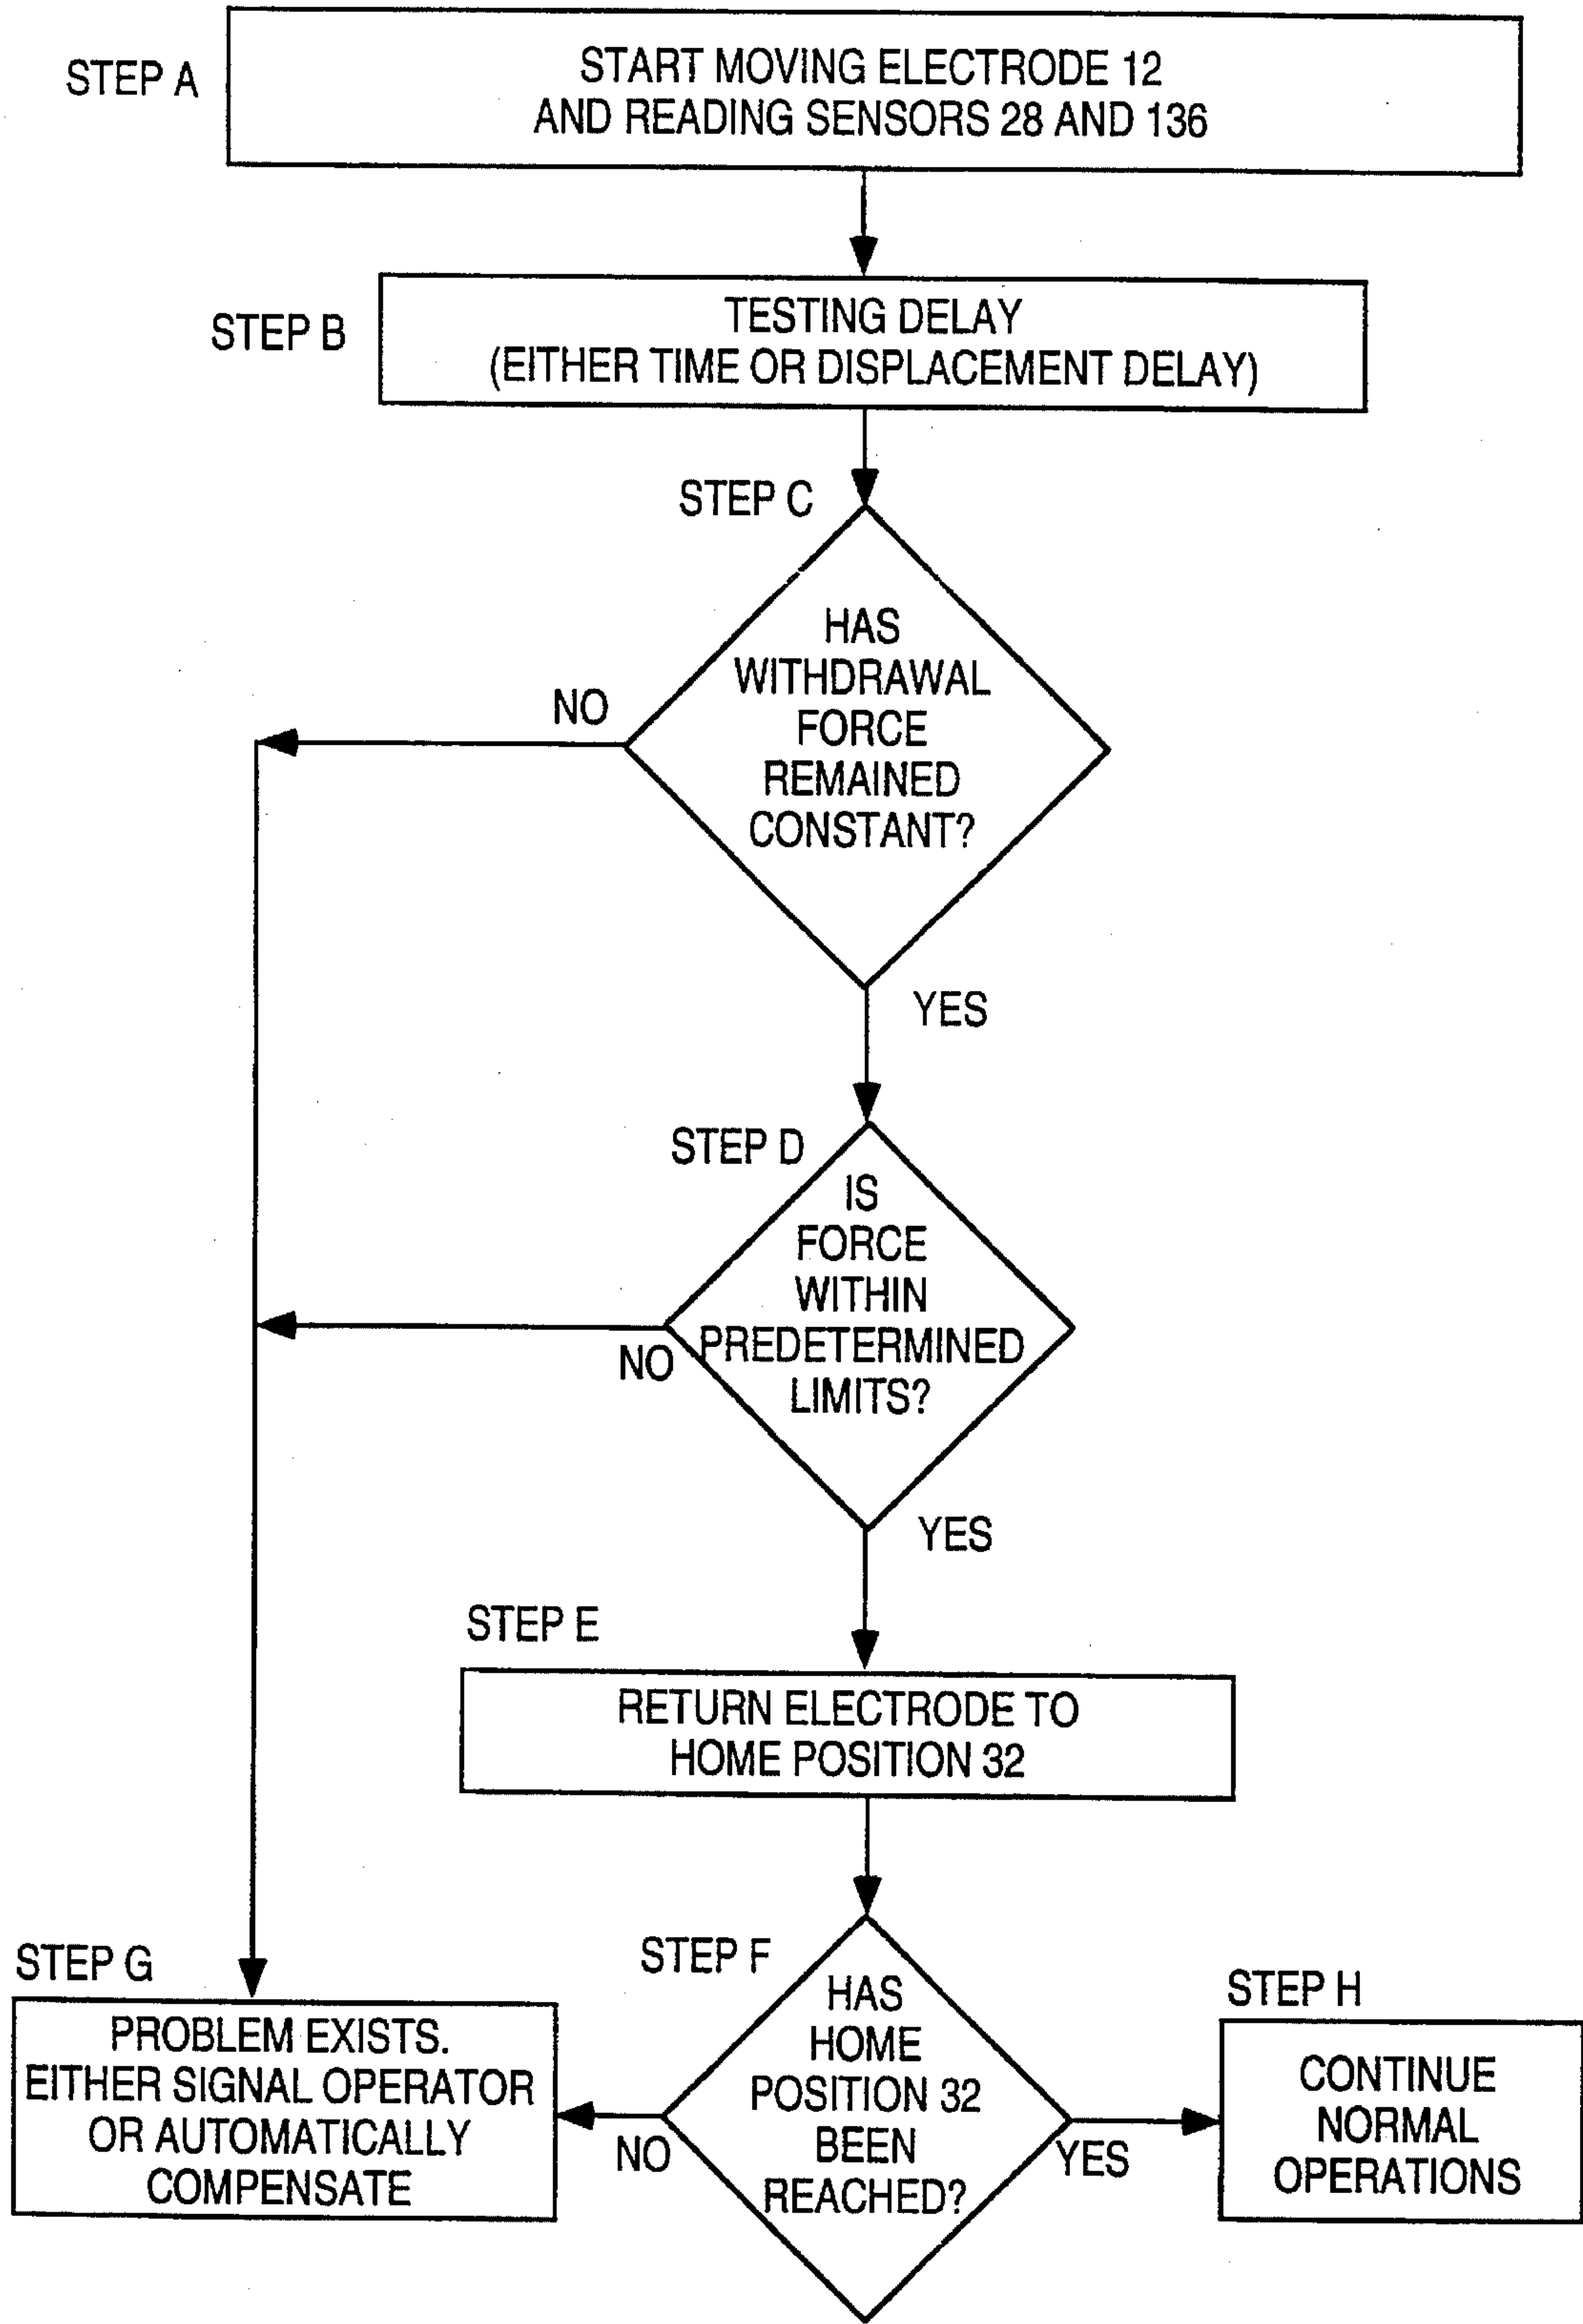 STEP A
START MOVING ELECTRODE 12
AND READING SENSORS 28 AND 136
STEP B
TESTING DELAY
(EITHER TIME OR DISPLACEMENT DELAY)
STEP C
HAS
WITHDRAWAL
FORCE
REMAINED
CONSTANT?
NO
YES
STEP D
IS
FORCE
WITHIN
PREDETERMINED
LIMITS?
NO
YES
STEP E
RETURN ELECTRODE TO
HOME POSITION 32
STEP F
HAS
HOME
POSITION 32
BEEN
REACHED?
NO
YES
STEP G
PROBLEM EXISTS.
EITHER SIGNAL OPERATOR
OR AUTOMATICALLY
COMPENSATE
STEP H
CONTINUE
NORMAL
OPERATIONS